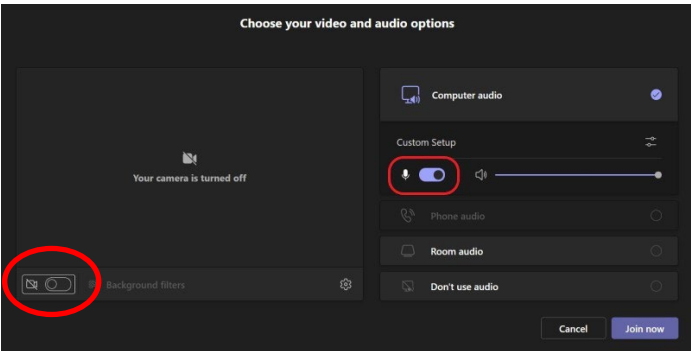 Choose your video and audio options
Your camera is turned off
Background filters
Computer audio
Custom Setup
Phone audio
Room audio
Don't use audio
Cancel
Join now